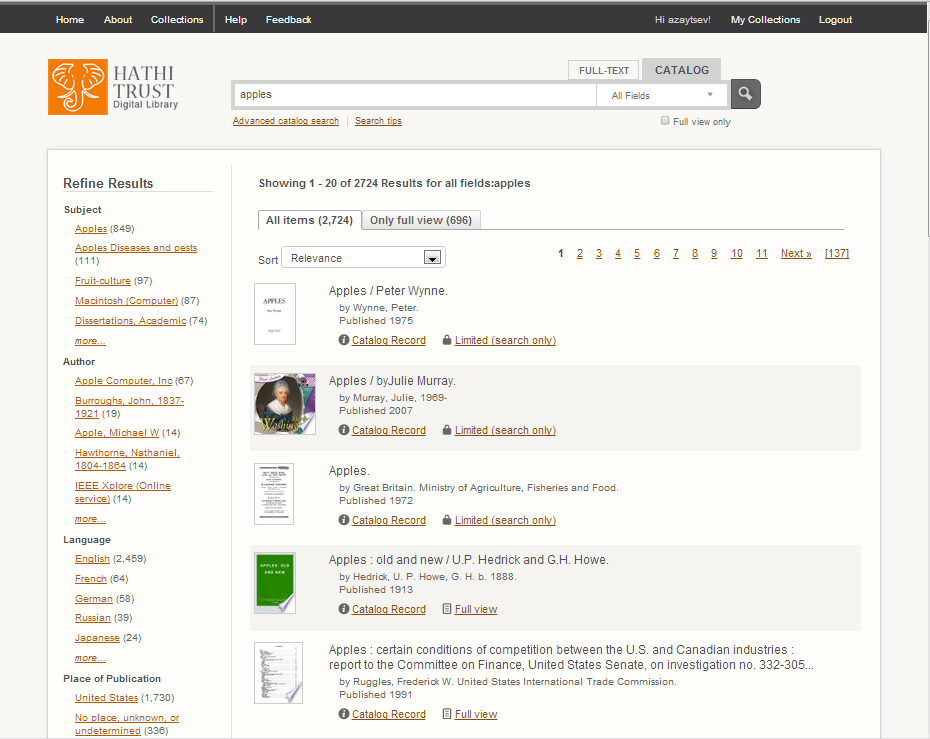 Home About Collections Help Feedback Hi azaytsev! My Collections Logout
HATHI
TRUST
Digital Library
FULL-TEXT CATALOG
apples All Fields
Advanced catalog search | Search tips Full view only
Refine Results
Subject
Apples (849)
Apples Diseases and pests
(111)
Fruit-culture (97)
Macintosh (Computer) (87)
Dissertations, Academic (74)
more...
Author
Apple Computer, Inc (67)
Burroughs, John, 1837-
1921 (19)
Apple, Michael W (14)
Hawthorne, Nathaniel,
1804-1864 (14)
IEEE Xplore (Online
service) (14)
more...
Language
English (2,459)
French (64)
German (58)
Russian (39)
Japanese (24)
more...
Place of Publication
United States (1,730)
No place, unknown, or
undetermined (336)
Showing 1 - 20 of 2724 Results for all fields:apples
All items (2,724) Only full view (696)
Sort Relevance 1 2 3 4 5 6 7 8 9 10 11 Next » [137]
APPLES
Apples / Peter Wynne.
by Wynne, Peter.
Published 1975
Catalog Record Limited (search only)
Apples / byJulie Murray.
by Murray, Julie, 1969-
Published 2007
Catalog Record Limited (search only)
Apples.
by Great Britain. Ministry of Agriculture, Fisheries and Food.
Published 1972
Catalog Record Limited (search only)
APPLES: OLD
AND NEW
Apples : old and new / U.P. Hedrick and G.H. Howe.
by Hedrick, U. P. Howe, G. H. b. 1888.
Published 1913
Catalog Record Full view
Apples : certain conditions of competition between the U.S. and Canadian industries :
report to the Committee on Finance, United States Senate, on investigation no. 332-305...
by Ruggles, Frederick W. United States International Trade Commission.
Published 1991
Catalog Record Full view